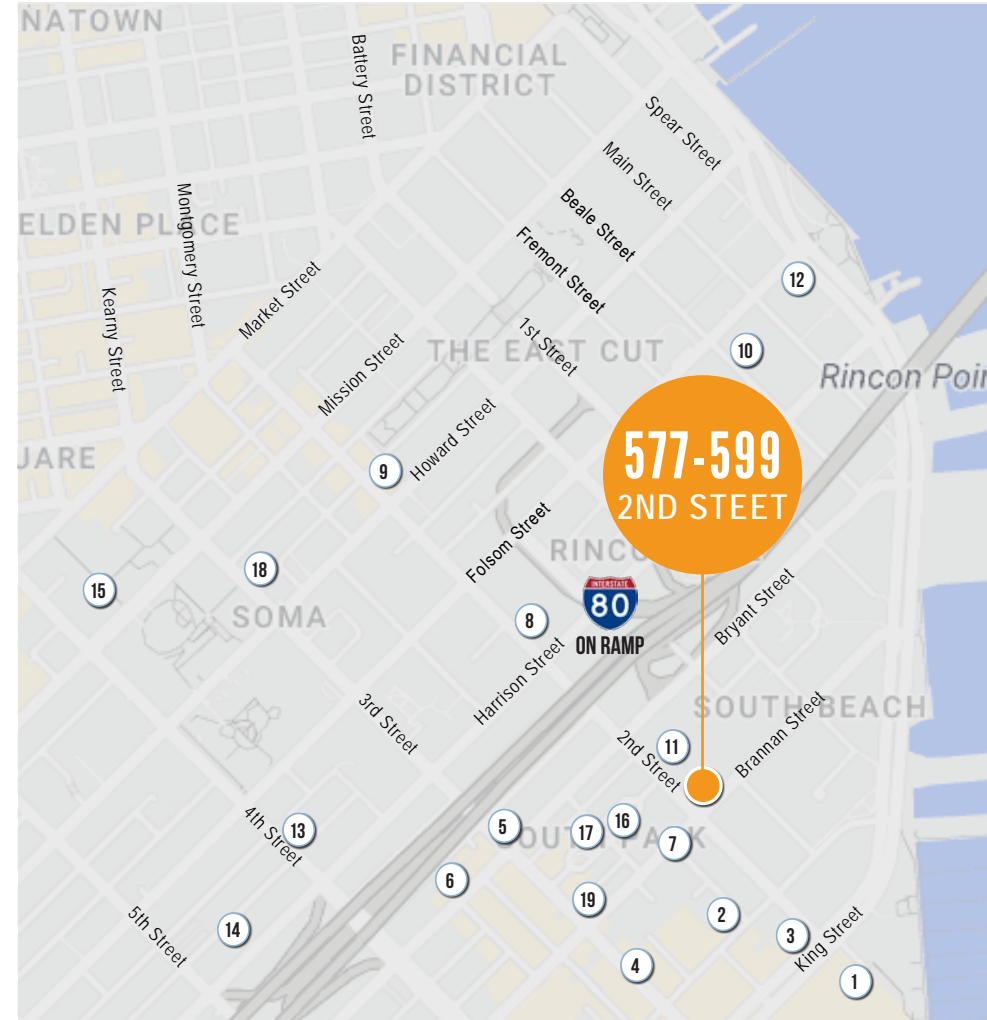 NATOWN
Battery Street
FINANCIAL
DISTRICT
Spear Street
Main Street
Beale Street
Fremont Street
ELDEN PLACE
Montgomery Street
Kearny Street
Market Street
12
1st Street
THE EAST CUT
10
Mission Street
Rincon Poin
577-599
2ND STEET
Howard Street
UARE
9
Folsom Street
RINCO
18
15
SOMA
INTERSTATE
80
ON RAMP
8
Bryant Street
Harrison Street
3rd Street
SOUTH BEACH
2nd Street
11
Brannan Street
4th Street
13
5
OUTH PARK
17
16
7
6
19
2
5th Street
14
3
King Street
4
1